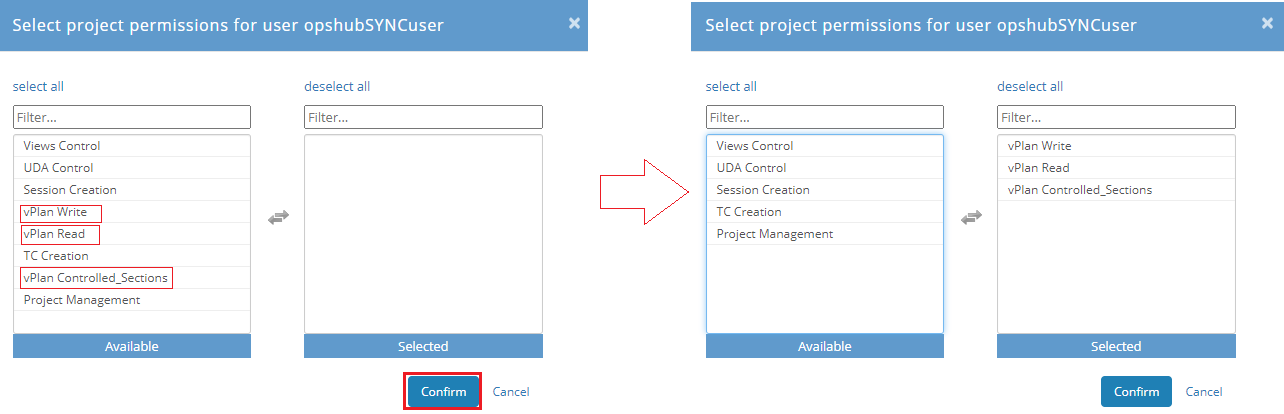 Select project permissions for user opshubSYNCuser ×
select all
deselect all
Filter...
Filter...
Views Control
UDA Control
Session Creation
vPlan Write
vPlan Read
TC Creation
vPlan Controlled_Sections
Project Management
Available
Selected
Confirm
Cancel
Select project permissions for user opshubSYNCuser ×
select all
deselect all
Filter...
Filter...
Views Control
UDA Control
Session Creation
TC Creation
Project Management
vPlan Write
vPlan Read
vPlan Controlled_Sections
Available
Selected
Confirm
Cancel